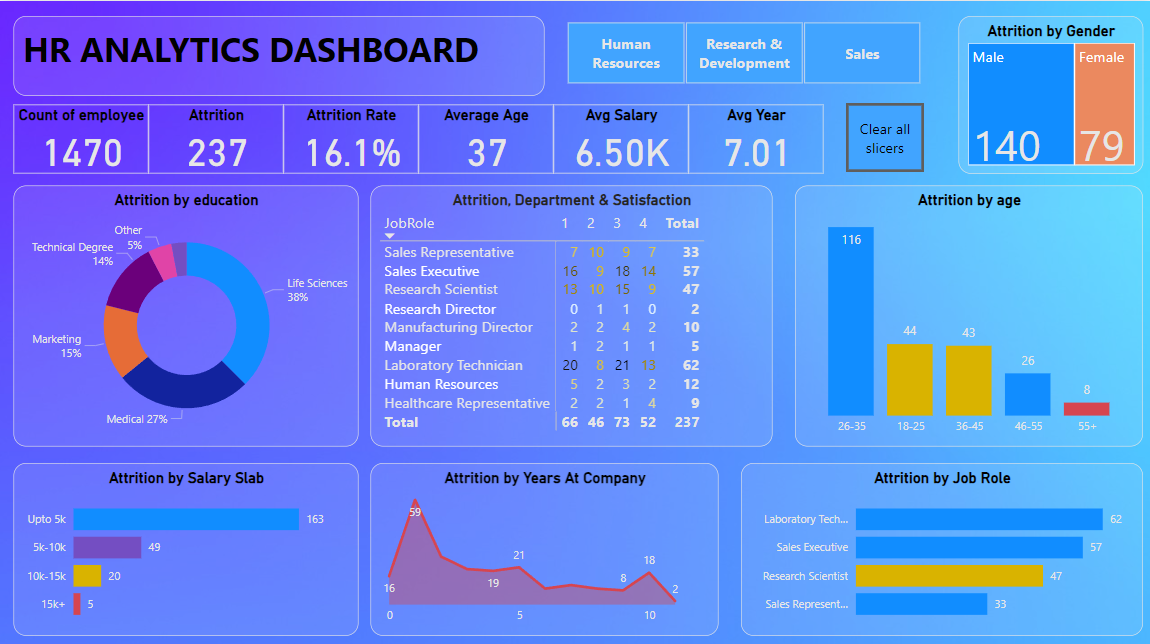 HR ANALYTICS DASHBOARD
Human
Resources
Research &
Development
Sales
Attrition by Gender
Male
Female
140
79
Count of employee
1470
Attrition
237
Attrition Rate
16.1%
Average Age
37
Avg Salary
6.50K
Avg Year
7.01
Clear all
slicers
Attrition by education
Other
5%
Technical Degree
14%
Life Sciences
38%
Marketing
15%
Medical 27%
Attrition, Department & Satisfaction
JobRole 1 2 3 4 Total
Sales Representative 7 10 9 7 33
Sales Executive 16 9 18 14 57
Research Scientist 13 10 15 9 47
Research Director 0 1 1 0 2
Manufacturing Director 2 2 4 2 10
Manager 1 2 1 1 5
Laboratory Technician 20 8 21 13 62
Human Resources 5 2 3 2 12
Healthcare Representative 2 2 1 4 9
Total 66 46 73 52 237
Attrition by age
116
44
43
26
8
26-35 18-25 36-45 46-55 55+
Attrition by Salary Slab
Upto 5k 163
5k-10k 49
10k-15k 20
15k+ 5
Attrition by Years At Company
59
16
19
21
8
18
2
0 5 10
Attrition by Job Role
Laboratory Tech... 62
Sales Executive 57
Research Scientist 47
Sales Represent... 33